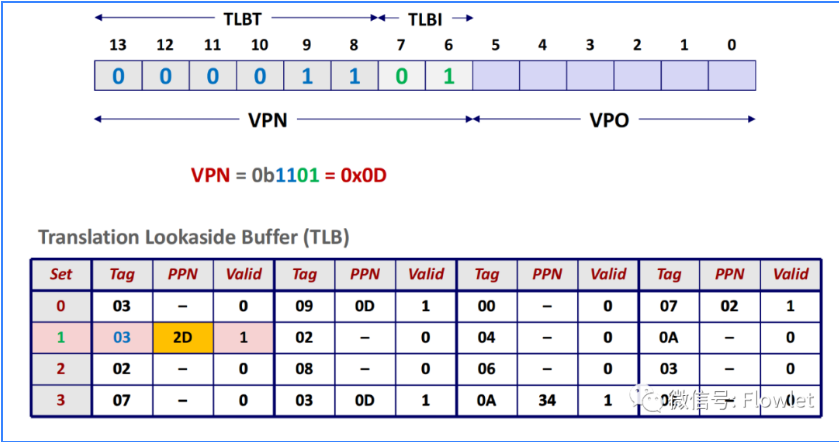 TLBT TLBI
13 12 11 10 9 8 7 6 5 4 3 2 1 0
0 0 0 0 1 1 0 1
VPN VPO
VPN = 0b1101 = 0x0D
Translation Lookaside Buffer (TLB)
Set Tag PPN Valid Tag PPN Valid Tag PPN Valid Tag PPN Valid
0 03 – 0 09 0D 1 00 – 0 07 02 1
1 03 2D 1 02 – 0 04 – 0 0A – 0
2 02 – 0 08 – 0 06 – 0 03 – 0
3 07 – 0 03 0D 1 0A 34 1 – 0
微信号: Flowlet